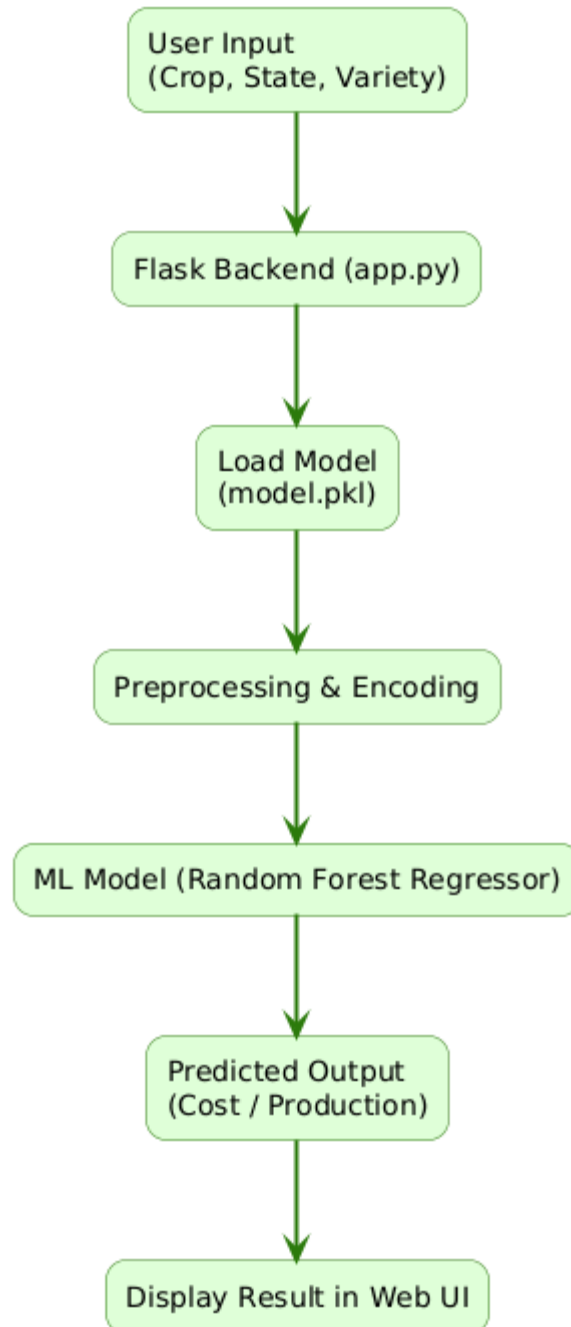 User Input
(Crop, State, Variety)
Flask Backend (app.py)
Load Model
(model.pkl)
Preprocessing & Encoding
ML Model (Random Forest Regressor)
Predicted Output
(Cost / Production)
Display Result in Web UI